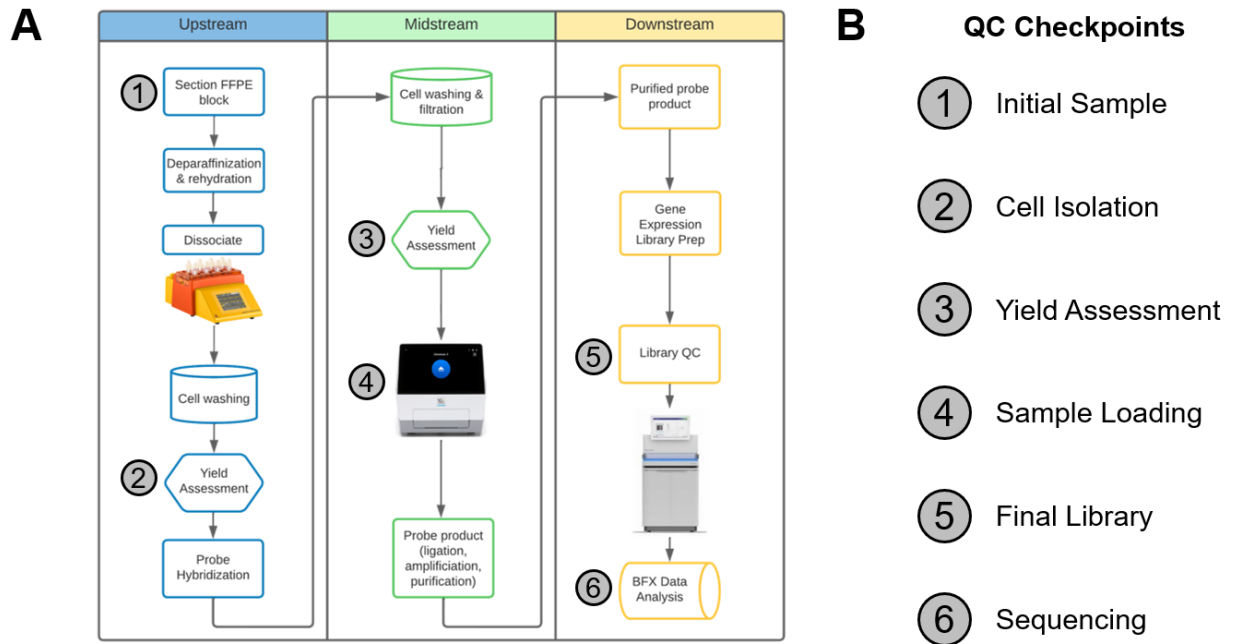 A
Upstream
Midstream
Downstream
1
Section FFPE
block
Deparaffinization
& rehydration
Dissociate
Cell washing
2
Yield
Assessment
Probe
Hybridization
Cell washing &
filtration
3
Yield
Assessment
4
Probe product
(ligation,
amplificiation,
purification)
Purified probe
product
Gene
Expression
Library Prep
5
Library QC
6
BFX Data
Analysis
B
QC Checkpoints
1 Initial Sample
2 Cell Isolation
3 Yield Assessment
4 Sample Loading
5 Final Library
6 Sequencing